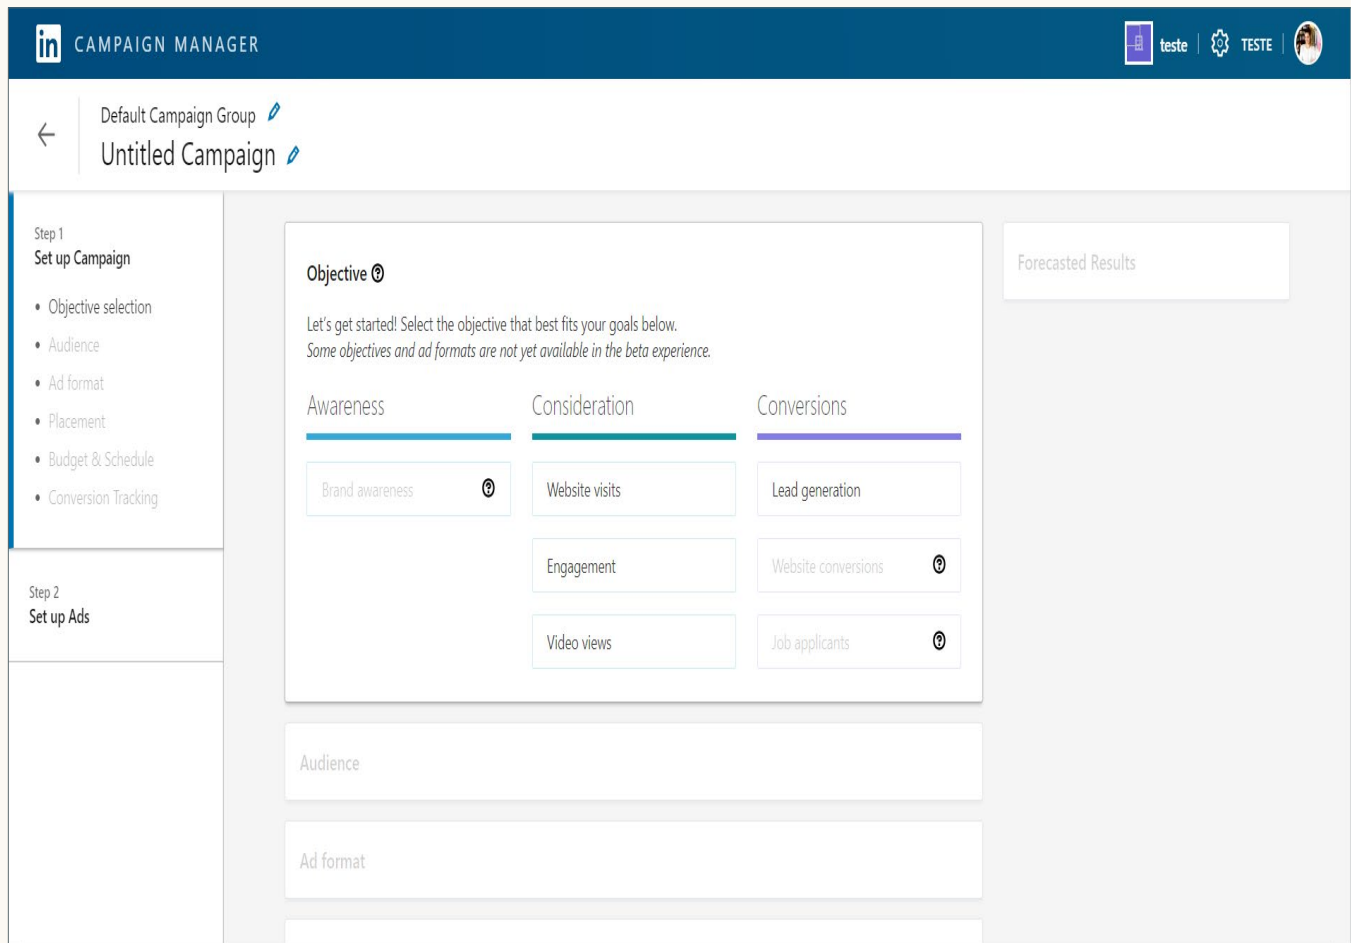 in CAMPAIGN MANAGER
teste
TESTE
Default Campaign Group
Untitled Campaign
Step 1
Set up Campaign
• Objective selection
• Audience
• Ad format
• Placement
• Budget & Schedule
• Conversion Tracking
Step 2
Set up Ads
Objective ?
Let's get started! Select the objective that best fits your goals below.
Some objectives and ad formats are not yet available in the beta experience.
Awareness
Brand awareness ?
Consideration
Website visits
Engagement
Video views
Conversions
Lead generation
Website conversions ?
Job applicants ?
Audience
Ad format
Forecasted Results